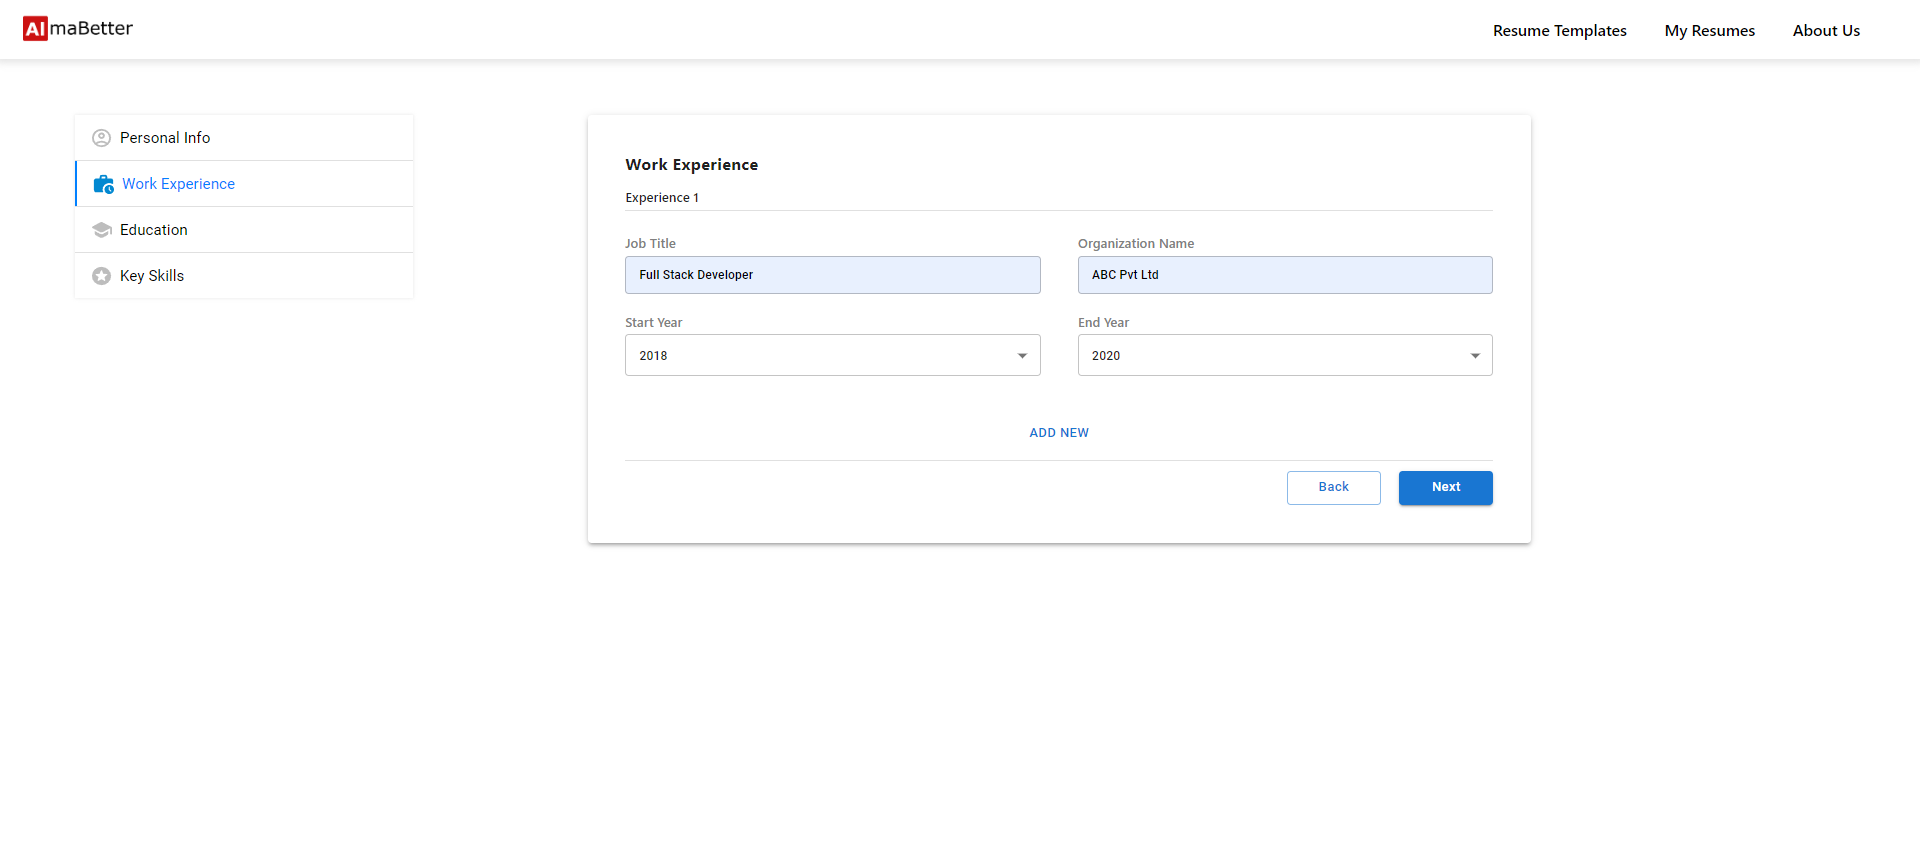 AlmaBetter
Resume Templates
My Resumes
About Us
Personal Info
Work Experience
Education
Key Skills
Work Experience
Experience 1
Job Title
Organization Name
Full Stack Developer
ABC Pvt Ltd
Start Year
End Year
2018
2020
ADD NEW
Back
Next